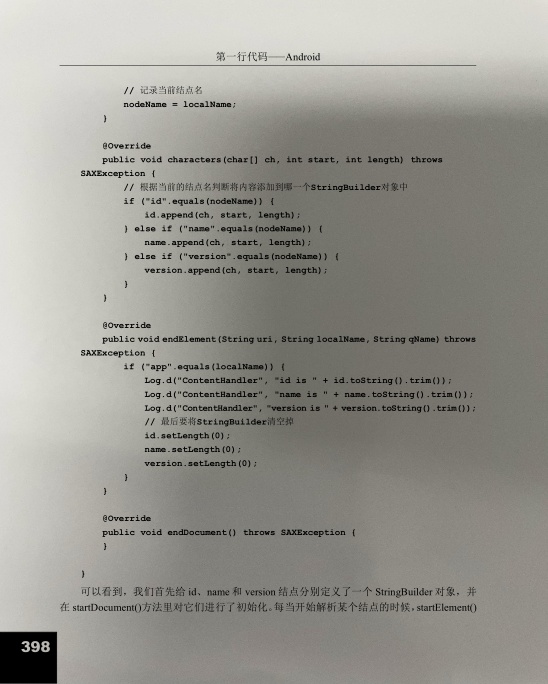 第一行代码——Android
// 记录当前结点名
nodeName = localName;
}
@Override
public void characters(char[] ch, int start, int length) throws
SAXException {
// 根据当前的结点名判断将内容添加到哪一个StringBuilder对象中
if ("id".equals(nodeName)) {
id.append(ch, start, length);
} else if ("name".equals(nodeName)) {
name.append(ch, start, length);
} else if ("version".equals(nodeName)) {
version.append(ch, start, length);
}
}
@Override
public void endElement(String uri, String localName, String qName) throws
SAXException {
if ("app".equals(localName)) {
Log.d("ContentHandler", "id is " + id.toString().trim());
Log.d("ContentHandler", "name is " + name.toString().trim());
Log.d("ContentHandler", "version is " + version.toString().trim());
// 最后要将StringBuilder清空掉
id.setLength(0);
name.setLength(0);
version.setLength(0);
}
}
@Override
public void endDocument() throws SAXException {
}
}
可以看到，我们首先给 id、name 和 version 结点分别定义了一个 StringBuilder 对象，并
在 startDocument()方法里对它们进行了初始化。每当开始解析某个结点的时候，startElement()
398